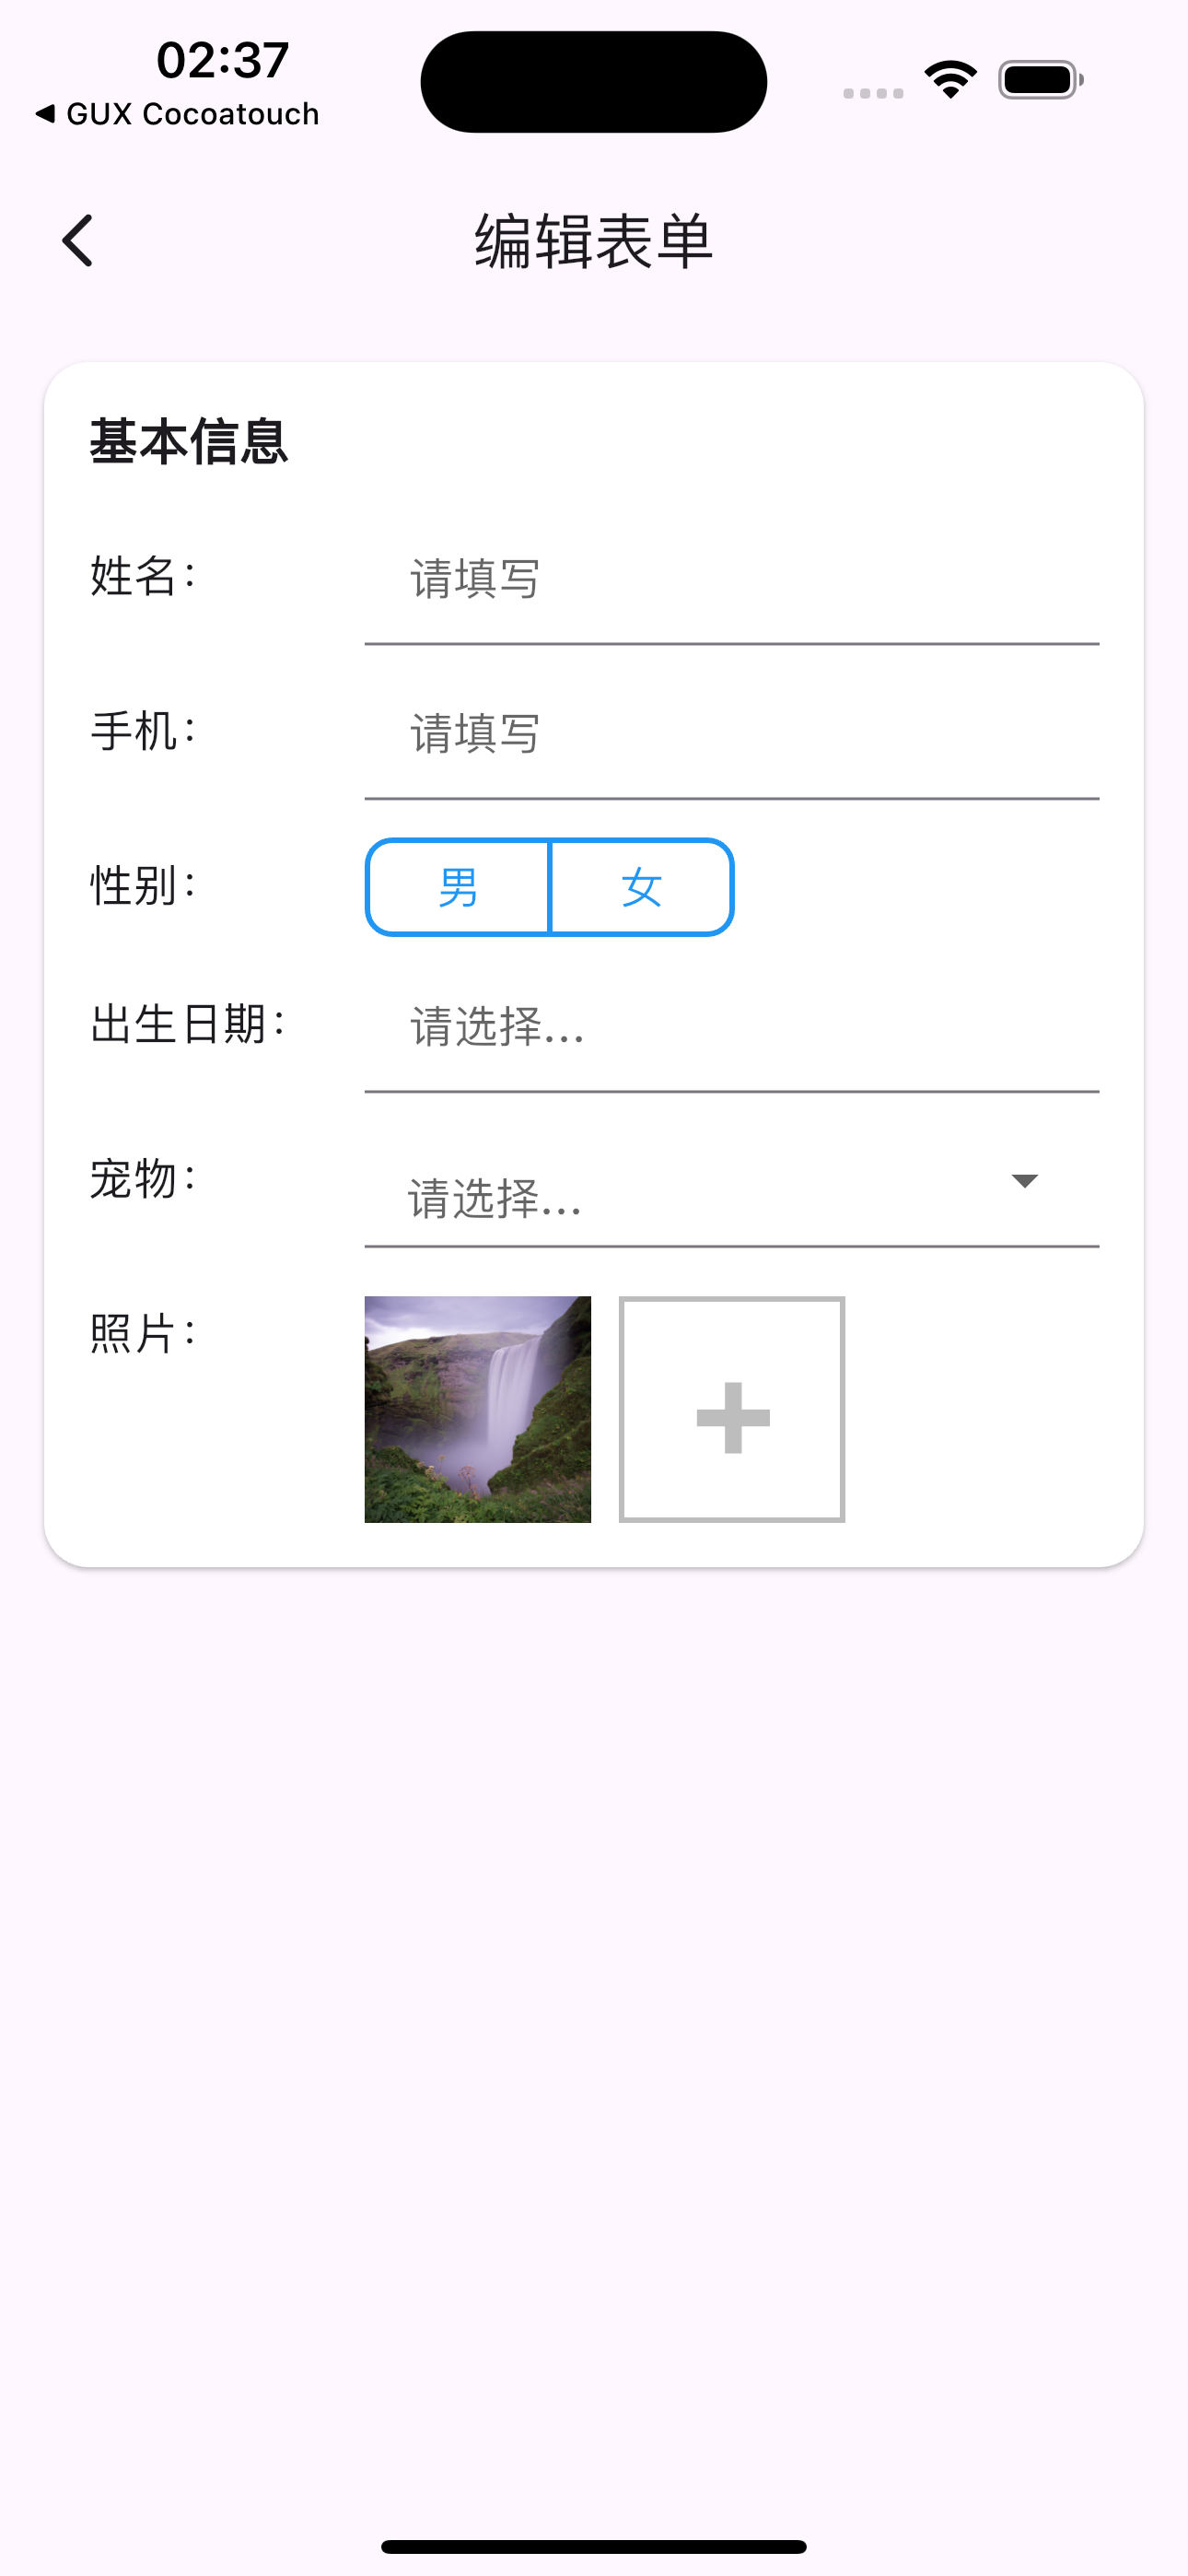 02:37
◀ GUX Cocoatouch
编辑表单
基本信息
姓名: 请填写
手机: 请填写
性别: 男 女
出生日期: 请选择...
宠物: 请选择...
照片: